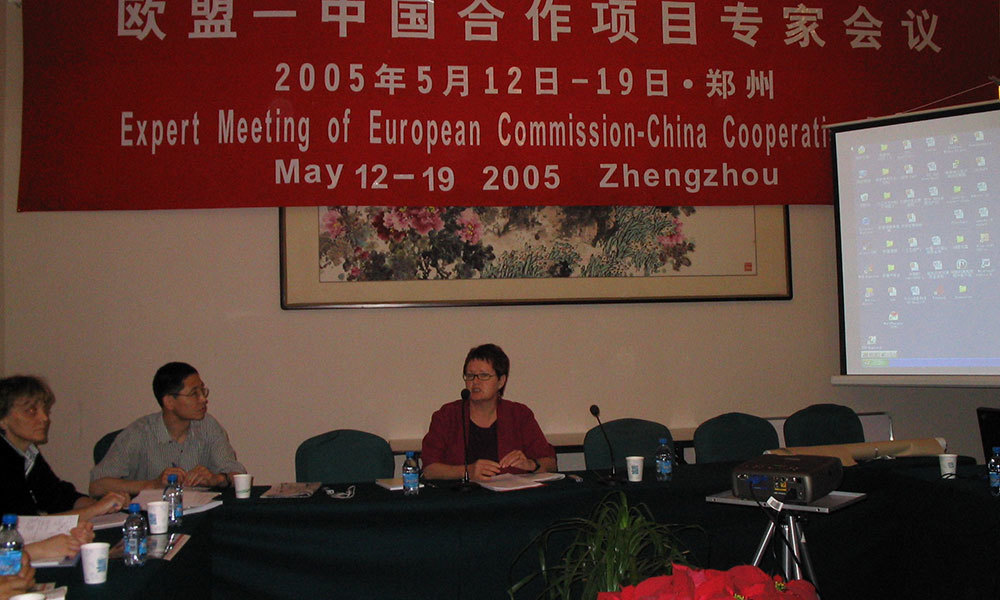 欧盟－中国合作项目专家会议
2005年5月12日-19日·郑州
Expert Meeting of European Commission-China
May 12-19 2005 Zhengzhou